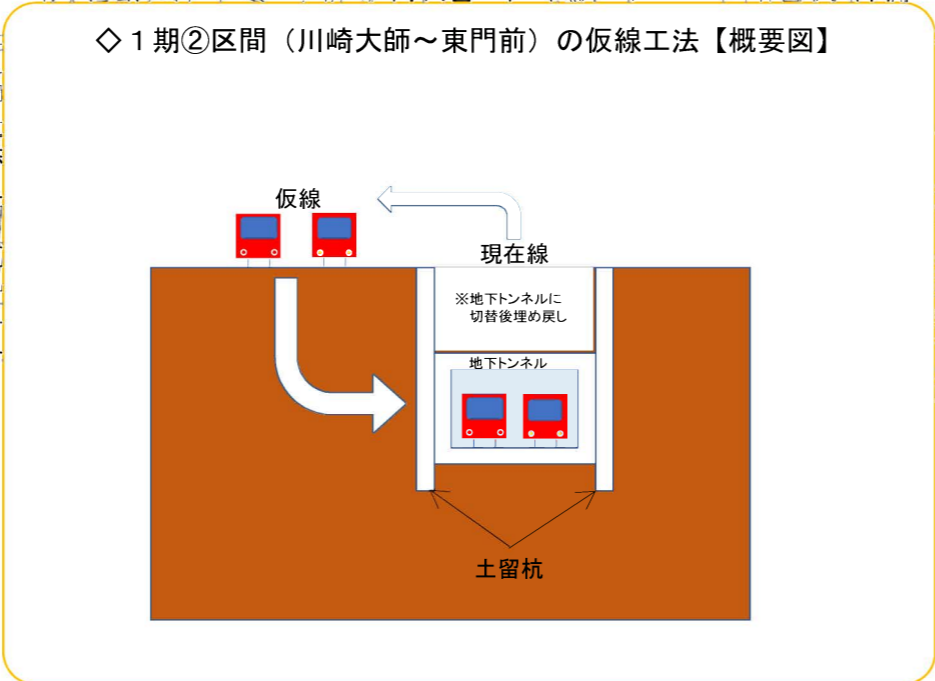 ◇１期②区間（川崎大師～東門前）の仮線工法【概要図】
仮線
現在線
※地下トンネルに
切替後埋め戻し
地下トンネル
土留杭